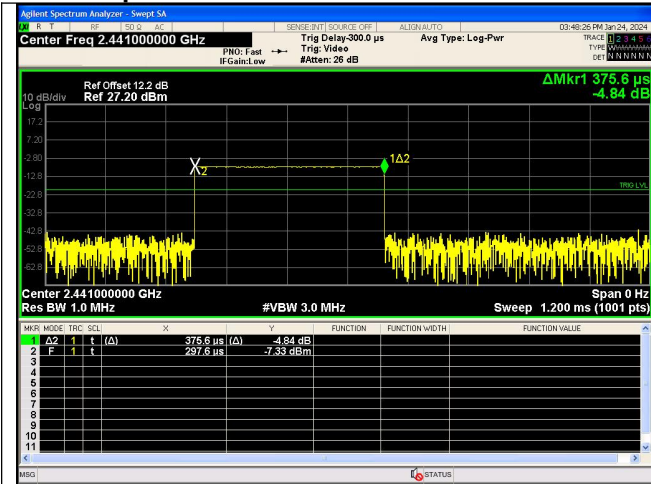 Agilent Spectrum Analyzer - Swept SA
R T RF 50 Ω AC SENSE:INT SOURCE OFF ALIGN AUTO 03:48:26 PM Jan 24, 2024
Center Freq 2.441000000 GHz Trig Delay-300.0 µs Avg Type: Log-Pwr TRACE 1 2 3 4 5 6
PNO: Fast Trig: Video TYPE
IFGain:Low #Atten: 26 dB DET N N N N N N
ΔMkr1 375.6 µs
Ref Offset 12.2 dB
10 dB/div Ref 27.20 dBm -4.84 dB
Log
17.2
7.20
-2.80
1Δ2
X2
-12.8
TRIG LVL
-22.8
-32.8
-42.8
-52.8
-62.8
Center 2.441000000 GHz Span 0 Hz
Res BW 1.0 MHz #VBW 3.0 MHz Sweep 1.200 ms (1001 pts)
MKR MODE TRC SCL X Y FUNCTION FUNCTION WIDTH FUNCTION VALUE
1 Δ2 1 t (Δ) 375.6 µs (Δ) -4.84 dB
2 F 1 t 297.6 µs -7.33 dBm
3
4
5
6
7
8
9
10
11
MSG STATUS